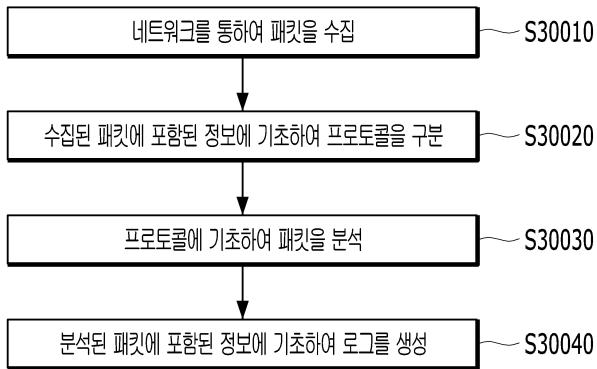 네트워크를 통하여 패킷을 수집 S30010
수집된 패킷에 포함된 정보에 기초하여 프로토콜을 구분 S30020
프로토콜에 기초하여 패킷을 분석 S30030
분석된 패킷에 포함된 정보에 기초하여 로그를 생성 S30040